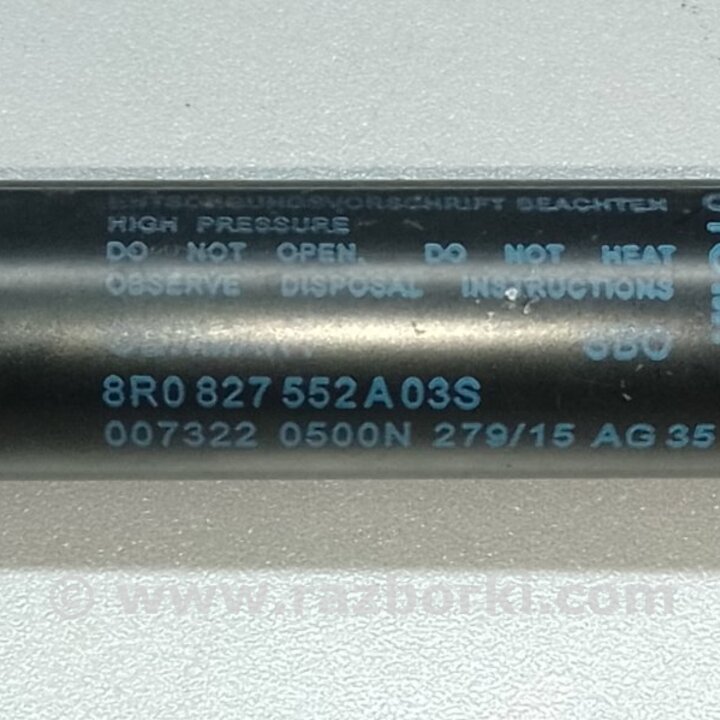 ENTSORGUNGSVORSCHRIFT BEACHTEN
HIGH PRESSURE
DO NOT OPEN. DO NOT HEAT
OBSERVE DISPOSAL INSTRUCTIONS
GERMANY
8R0 827 552 A 03S
007322 0500N 279/15 AG 35
© www.razborki.com